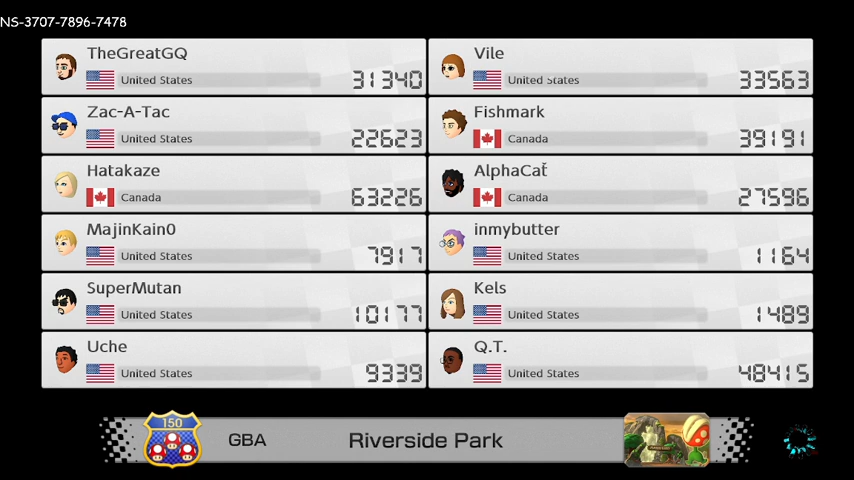 NS-3707-7896-7478
TheGreatGQ
United States 31340
Vile
United States 33563
Zac-A-Tac
United States 22623
Fishmark
Canada 39191
Hatakaze
Canada 63226
AlphaCať
Canada 27596
MajinKain0
United States 7917
inmybutter
United States 1164
SuperMutan
United States 10177
Kels
United States 1489
Uche
United States 9339
Q.T.
United States 48415
150
GBA Riverside Park